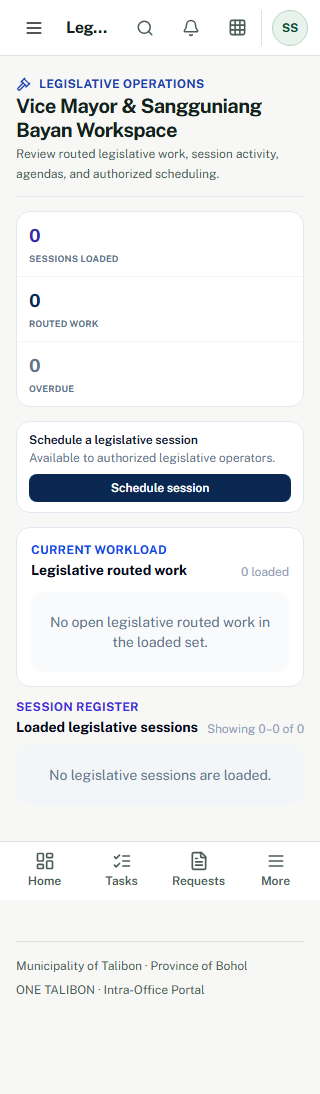 Leg...
SS
LEGISLATIVE OPERATIONS
Vice Mayor & Sangguniang
Bayan Workspace
Review routed legislative work, session activity,
agendas, and authorized scheduling.
0
SESSIONS LOADED
0
ROUTED WORK
0
OVERDUE
Schedule a legislative session
Available to authorized legislative operators.
Schedule session
CURRENT WORKLOAD
Legislative routed work 0 loaded
No open legislative routed work in
the loaded set.
SESSION REGISTER
Loaded legislative sessions Showing 0–0 of 0
No legislative sessions are loaded.
Home Tasks Requests More
Municipality of Talibon · Province of Bohol
ONE TALIBON · Intra-Office Portal